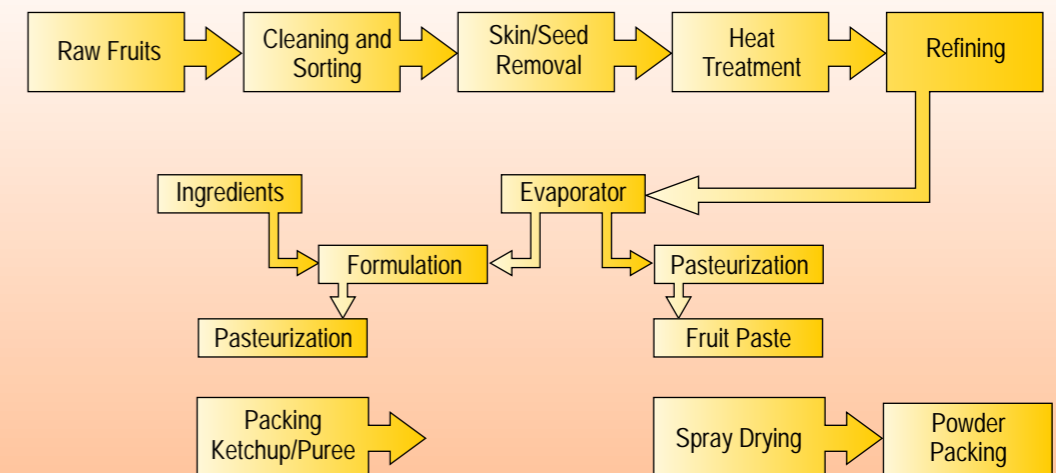 Raw Fruits
Cleaning and
Sorting
Skin/Seed
Removal
Heat
Treatment
Refining
Ingredients
Evaporator
Formulation
Pasteurization
Pasteurization
Fruit Paste
Packing
Ketchup/Puree
Spray Drying
Powder
Packing